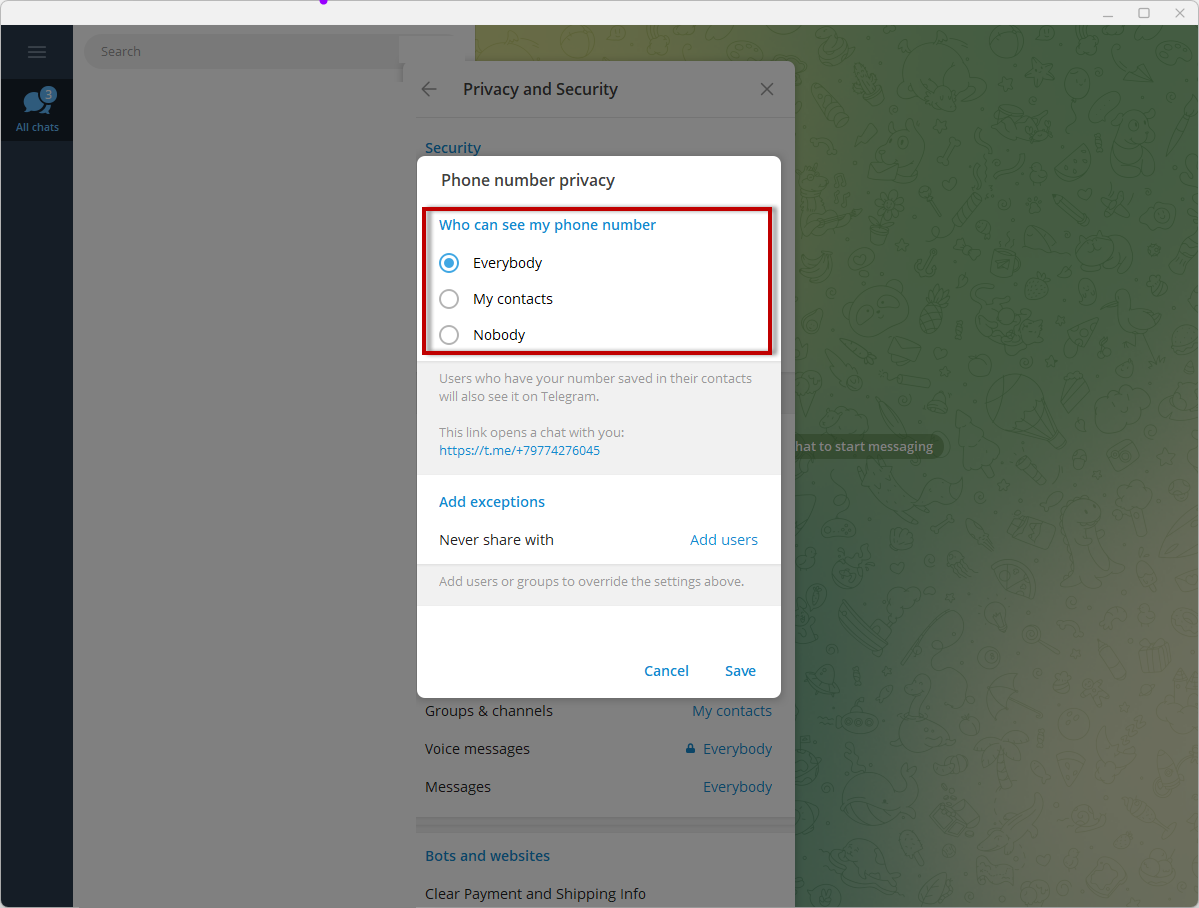 Search
3
All chats
Privacy and Security
Security
Phone number privacy
Who can see my phone number
Everybody
My contacts
Nobody
Users who have your number saved in their contacts
will also see it on Telegram.
This link opens a chat with you:
https://t.me/+79774276045
hat to start messaging
Add exceptions
Never share with
Add users
Add users or groups to override the settings above.
Cancel
Save
Groups & channels
My contacts
Voice messages
Everybody
Messages
Everybody
Bots and websites
Clear Payment and Shipping Info